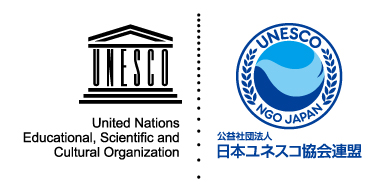 UNESCO
United Nations
Educational, Scientific and
Cultural Organization
UNESCO
NGO JAPAN
公益社団法人
日本ユネスコ協会連盟